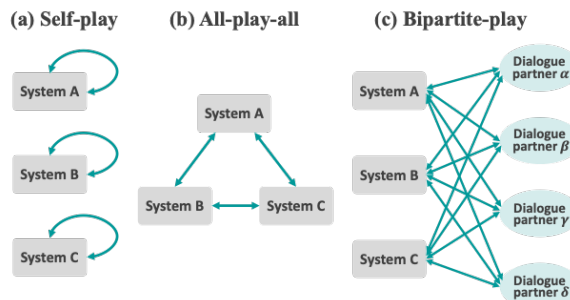 (a) Self-play
(b) All-play-all
(c) Bipartite-play
System A
System B
System C
System A
System B
System C
System A
System B
System C
Dialogue
partner α
Dialogue
partner β
Dialogue
partner γ
Dialogue
partner δ